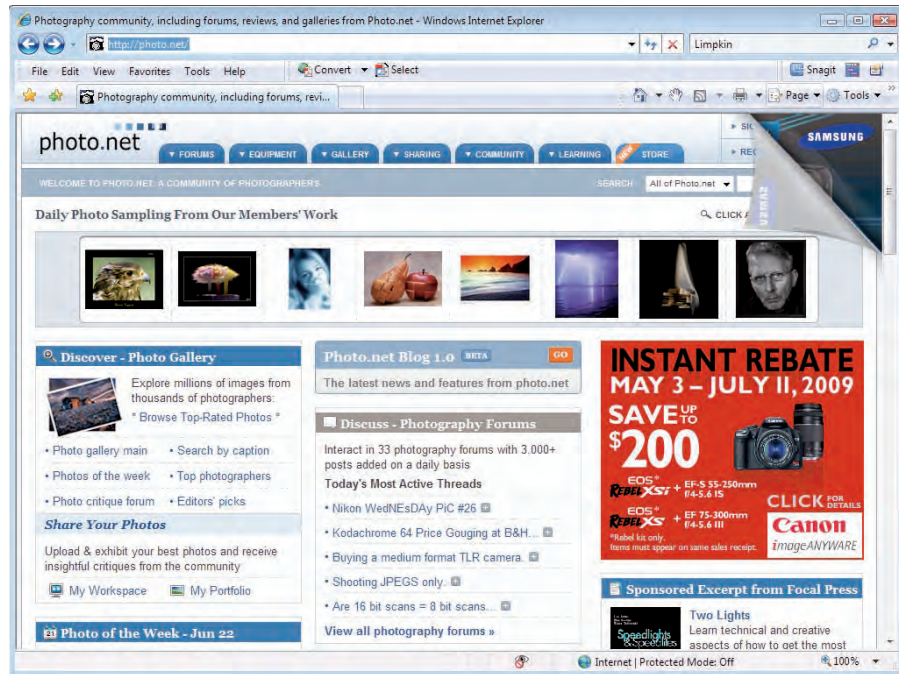 Photography community, including forums, reviews, and galleries from Photo.net - Windows Internet Explorer
http://photo.net/
Limpkin
File Edit View Favorites Tools Help
Convert Select
Snagit
Photography community, including forums, revi...
Page Tools
photo.net
FORUMS EQUIPMENT GALLERY SHARING COMMUNITY LEARNING NEW STORE
SAMSUNG
WELCOME TO PHOTO.NET: A COMMUNITY OF PHOTOGRAPHERS
SEARCH All of Photo.net
Daily Photo Sampling From Our Members' Work
CLICK
Discover - Photo Gallery
Explore millions of images from
thousands of photographers:
* Browse Top-Rated Photos *
• Photo gallery main • Search by caption
• Photos of the week • Top photographers
• Photo critique forum • Editors' picks
Share Your Photos
Upload & exhibit your best photos and receive
insightful critiques from the community
My Workspace My Portfolio
Photo of the Week - Jun 22
Photo.net Blog 1.0 BETA GO
The latest news and features from photo.net
Discuss - Photography Forums
Interact in 33 photography forums with 3,000+
posts added on a daily basis
Today's Most Active Threads
• Nikon WedNEsDAy PiC #26
• Kodachrome 64 Price Gouging at B&H...
• Buying a medium format TLR camera.
• Shooting JPEGS only.
• Are 16 bit scans = 8 bit scans...
View all photography forums »
INSTANT REBATE
MAY 3 – JULY 11, 2009
SAVE UP TO
$200
EOS REBEL XSi + EF-S 55-250mm f/4-5.6 IS
EOS REBEL XS + EF 75-300mm f/4-5.6 III
*Rebel kit only.
Items must appear on same sales receipt.
CLICK FOR DETAILS
Canon
imageANYWARE
Sponsored Excerpt from Focal Press
Speedlights
& Speedlites
Two Lights
Learn technical and creative
aspects of how to get the most
Internet | Protected Mode: Off
100%